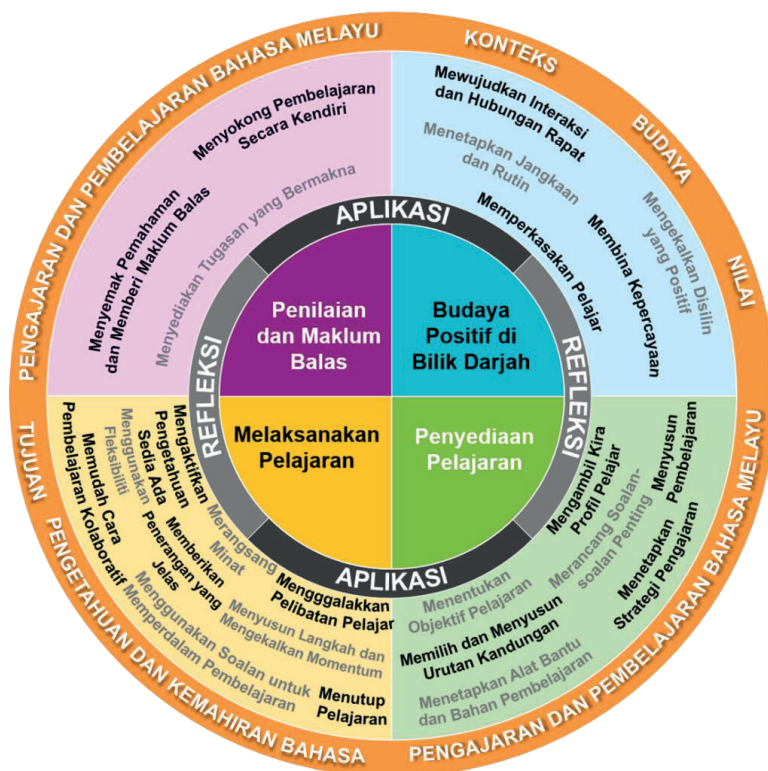 PENGAJARAN DAN PEMBELAJARAN BAHASA MELAYU
KONTEKS
BUDAYA
NILAI
PENGAJARAN DAN PEMBELAJARAN BAHASA MELAYU
PENGETAHUAN DAN KEMAHIRAN BAHASA
TUJUAN
Menyokong Pembelajaran
Secara Kendiri
Menyemak Pemahaman
dan Memberi Maklum Balas
Menyediakan Tugasan yang Bermakna
Mewujudkan Interaksi
dan Hubungan Rapat
Menetapkan Jangkaan
dan Rutin
Memperkasakan Pelajar
Membina Kepercayaan
Mengekalkan Disilin
yang Positif
APLIKASI
REFLEKSI
REFLEKSI
APLIKASI
Penilaian
dan Maklum
Balas
Budaya
Positif di
Bilik Darjah
Melaksanakan
Pelajaran
Penyediaan
Pelajaran
Mengaktifkan
Pengetahuan
Sedia Ada
Menggunakan
Fleksibiliti
Memudah Cara
Pembelajaran Kolaboratif
Merangsang
Minat
Memberikan
Penerangan yang
Jelas
Mengggalakkan
Pelibatan Pelajar
Menyusun Langkah dan
Mengekalkan Momentum
Menggunakan Soalan untuk
Memperdalam Pembelajaran
Menutup
Pelajaran
Mengambil Kira
Profil Pelajar
Menyusun
Pembelajaran
Merancang Soalan-
soalan Penting
Menetapkan
Strategi Pengajaran
Menentukan
Objektif Pelajaran
Memilih dan Menyusun
Urutan Kandungan
Menetapkan Alat Bantu
dan Bahan Pembelajaran